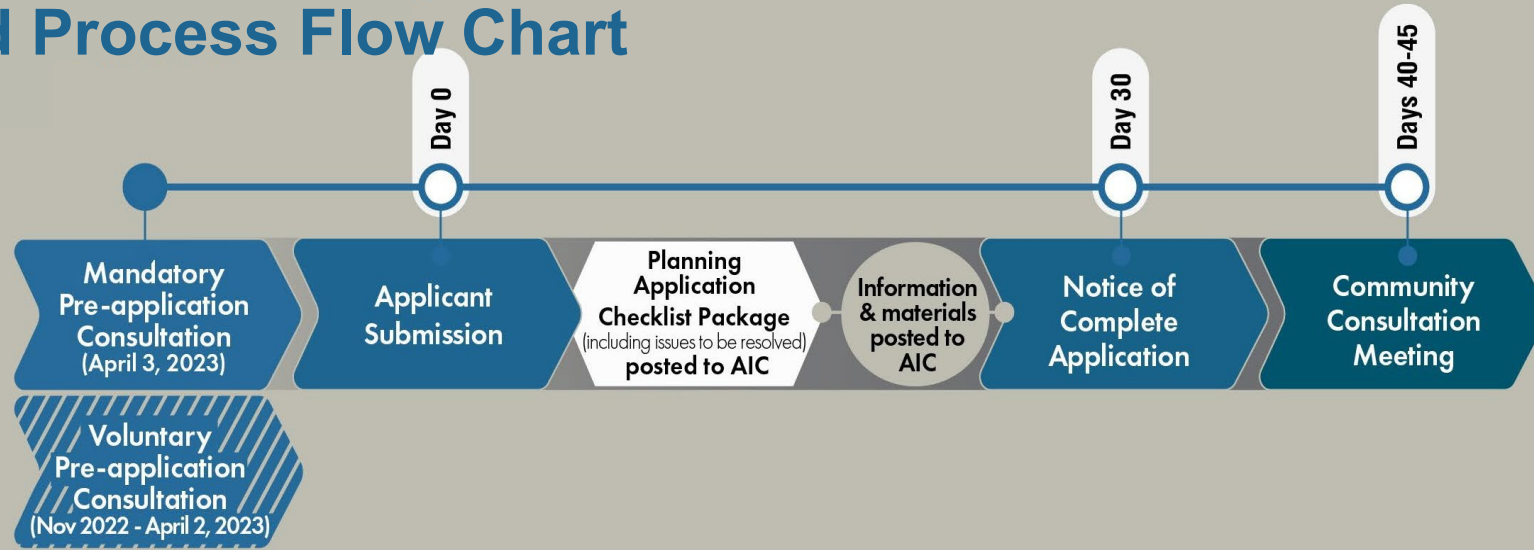 Process Flow Chart
Day 0
Day 30
Days 40-45
Mandatory
Pre-application
Consultation
(April 3, 2023)
Applicant
Submission
Planning
Application
Checklist Package
(including issues to be resolved)
posted to AIC
Information
& materials
posted to
AIC
Notice of
Complete
Application
Community
Consultation
Meeting
Voluntary
Pre-application
Consultation
(Nov 2022 - April 2, 2023)